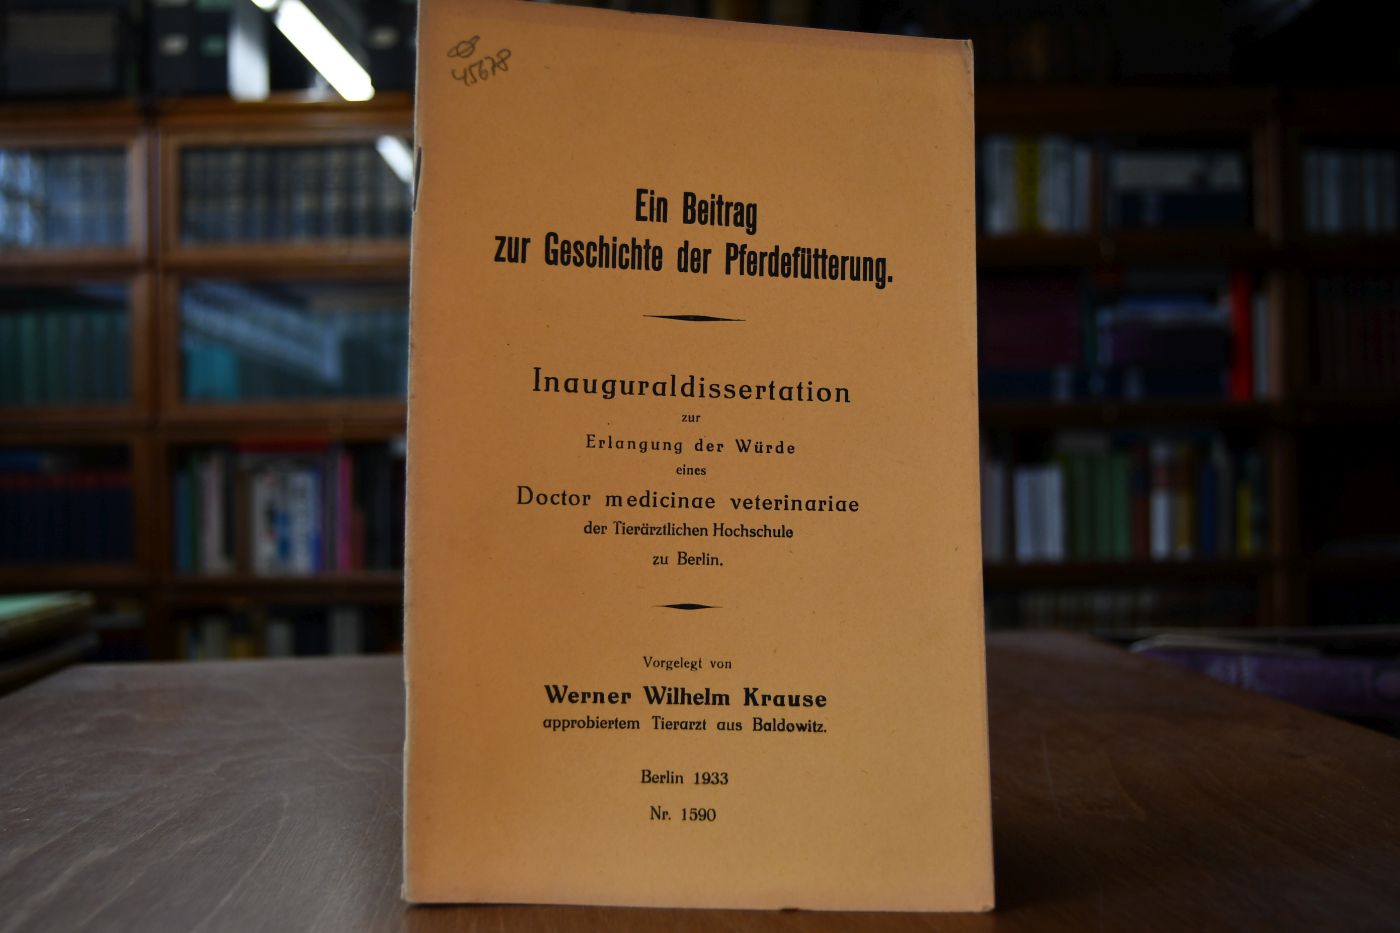 45678
Ein Beitrag
zur Geschichte der Pferdefütterung.
Inauguraldissertation
zur
Erlangung der Würde
eines
Doctor medicinae veterinariae
der Tierärztlichen Hochschule
zu Berlin.
Vorgelegt von
Werner Wilhelm Krause
approbiertem Tierarzt aus Baldowitz.
Berlin 1933
Nr. 1590